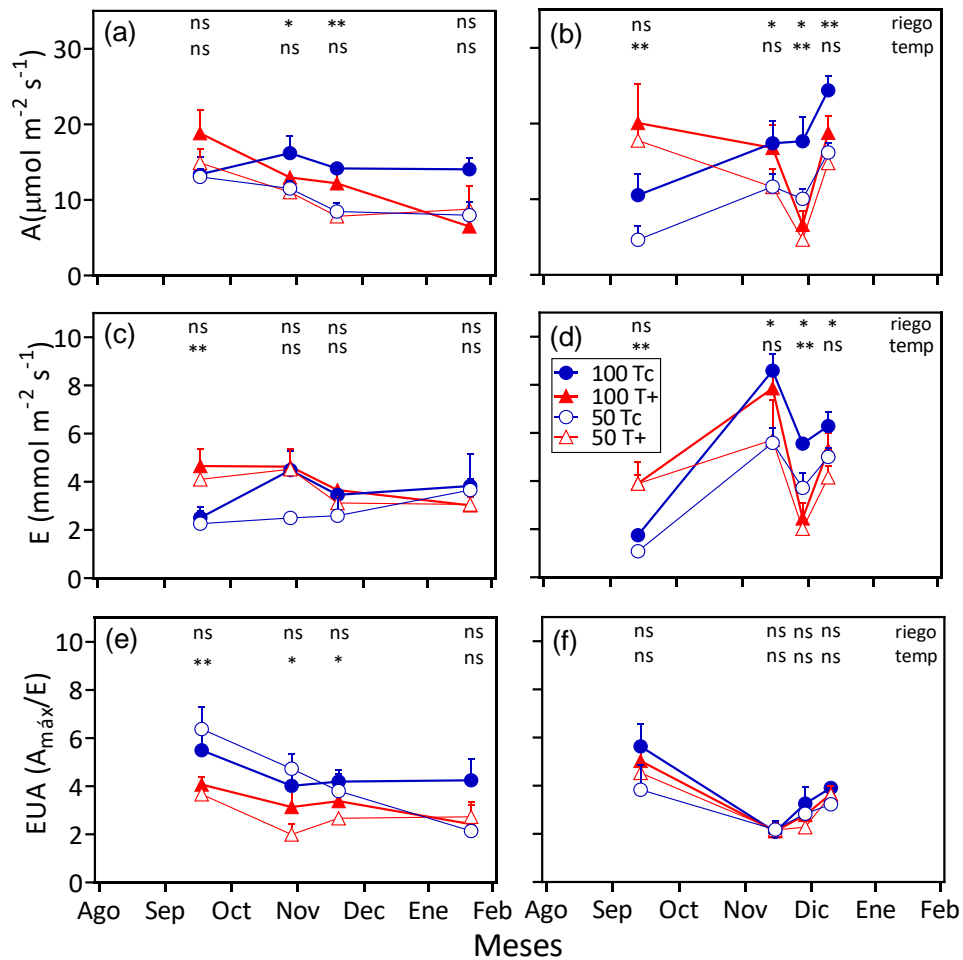 (a) ns * ** ns
ns ns ns ns
30
20
10
0
A(µmol m⁻² s⁻¹)
(b) ns * * ** riego
** ns ** ns temp
(c) ns ns ns ns
** ns ns ns
10
8
6
4
2
0
E (mmol m⁻² s⁻¹)
(d) ns * * * riego
** ns ** ns temp
100 Tc
100 T+
50 Tc
50 T+
(e) ns ns ns ns
** * * ns
10
8
6
4
2
0
EUA (Amáx/E)
(f) ns ns ns ns riego
ns ns ns ns temp
Ago Sep Oct Nov Dec Ene Feb
Ago Sep Oct Nov Dic Ene Feb
Meses